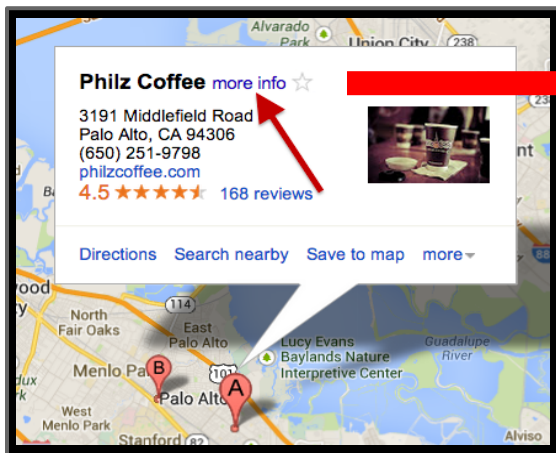 Alvarado
Park
Union City
238
Philz Coffee more info
3191 Middlefield Road
Palo Alto, CA 94306
(650) 251-9798
philzcoffee.com
4.5 168 reviews
Directions Search nearby Save to map more
nt
88
ood
114
North
Fair Oaks
East
Palo Alto
Lucy Evans
Baylands Nature
Interpretive Center
Guadalupe
River
Menlo Pa
B
101
A
Palo Alto
West
Menlo Park
Stanford
82
Alviso